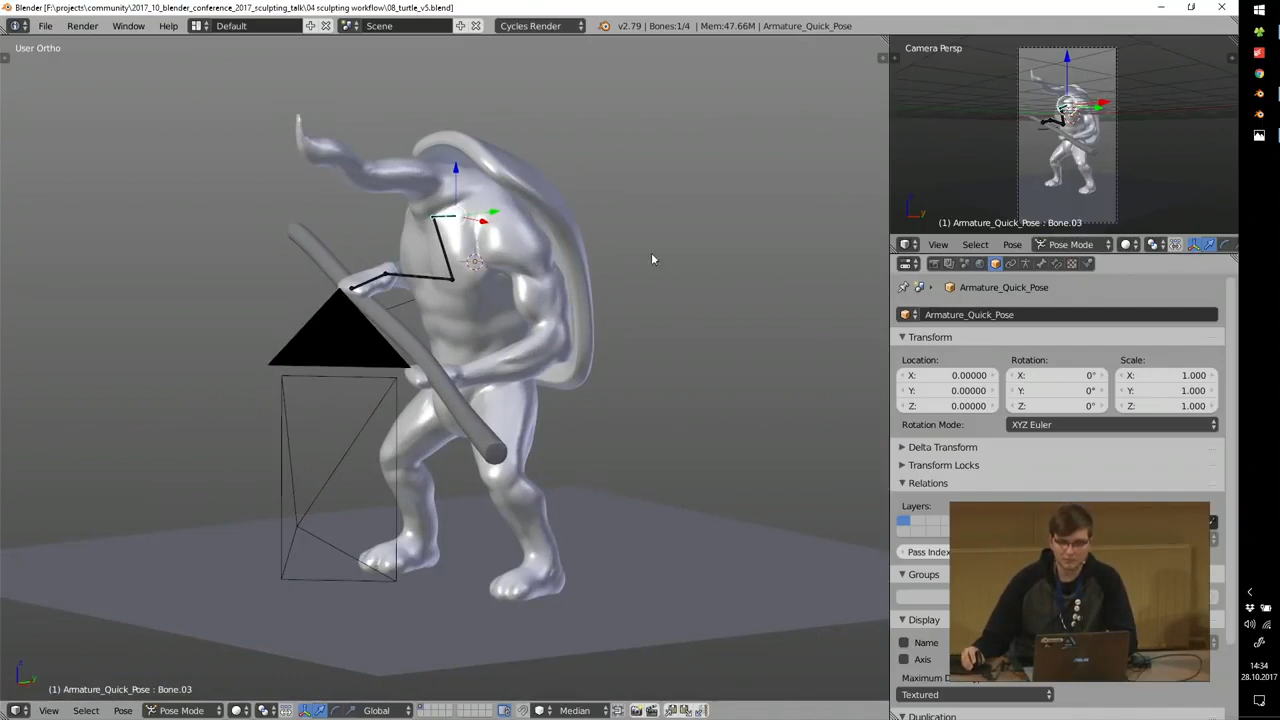 Blender [F:\projects\community\2017_10_blender_conference_2017_sculpting_talk\04 sculpting workflow\08_turtle_v5.blend]
File Render Window Help Default Scene Cycles Render v2.79 | Bones:1/4 | Mem:47.66M | Armature_Quick_Pose
User Ortho
Camera Persp
(1) Armature_Quick_Pose : Bone.03
View Select Pose Pose Mode
Armature_Quick_Pose
Armature_Quick_Pose
Transform
Location: Rotation: Scale:
X: 0.00000 X: 0° X: 1.000
Y: 0.00000 Y: 0° Y: 1.000
Z: 0.00000 Z: 0° Z: 1.000
Rotation Mode: XYZ Euler
Delta Transform
Transform Locks
Relations
Layers:
Pass Index
Groups
Display
Name
Axis
Maximum D
Textured
Duplication
(1) Armature_Quick_Pose : Bone.03
View Select Pose Pose Mode Global Median
14:34
28.10.2017